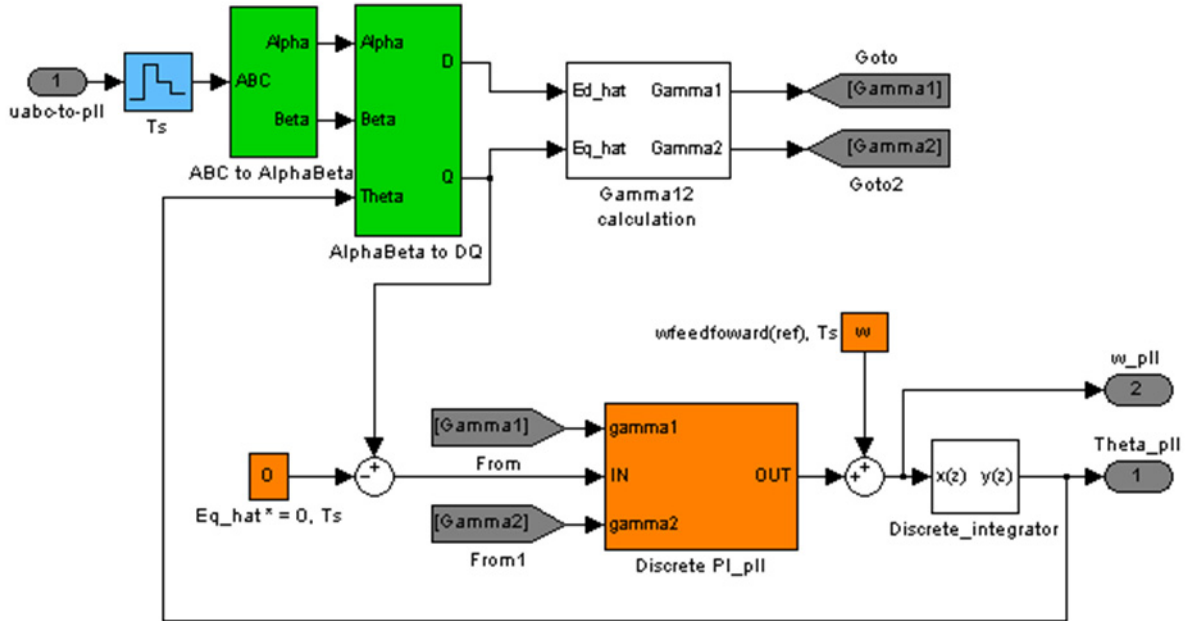 1
uabc-to-pll
Ts
ABC
Alpha
Beta
ABC to AlphaBeta
Alpha
Beta
Theta
D
Q
AlphaBeta to DQ
Ed_hat
Eq_hat
Gamma1
Gamma2
Gamma12
calculation
Goto
[Gamma1]
[Gamma2]
Goto2
wfeedfoward(ref), Ts
w
w_pll
2
Theta_pll
1
[Gamma1]
From
0
Eq_hat* = 0, Ts
[Gamma2]
From1
gamma1
IN
gamma2
OUT
Discrete PI_pll
x(z) y(z)
Discrete_integrator
+
−
+
+